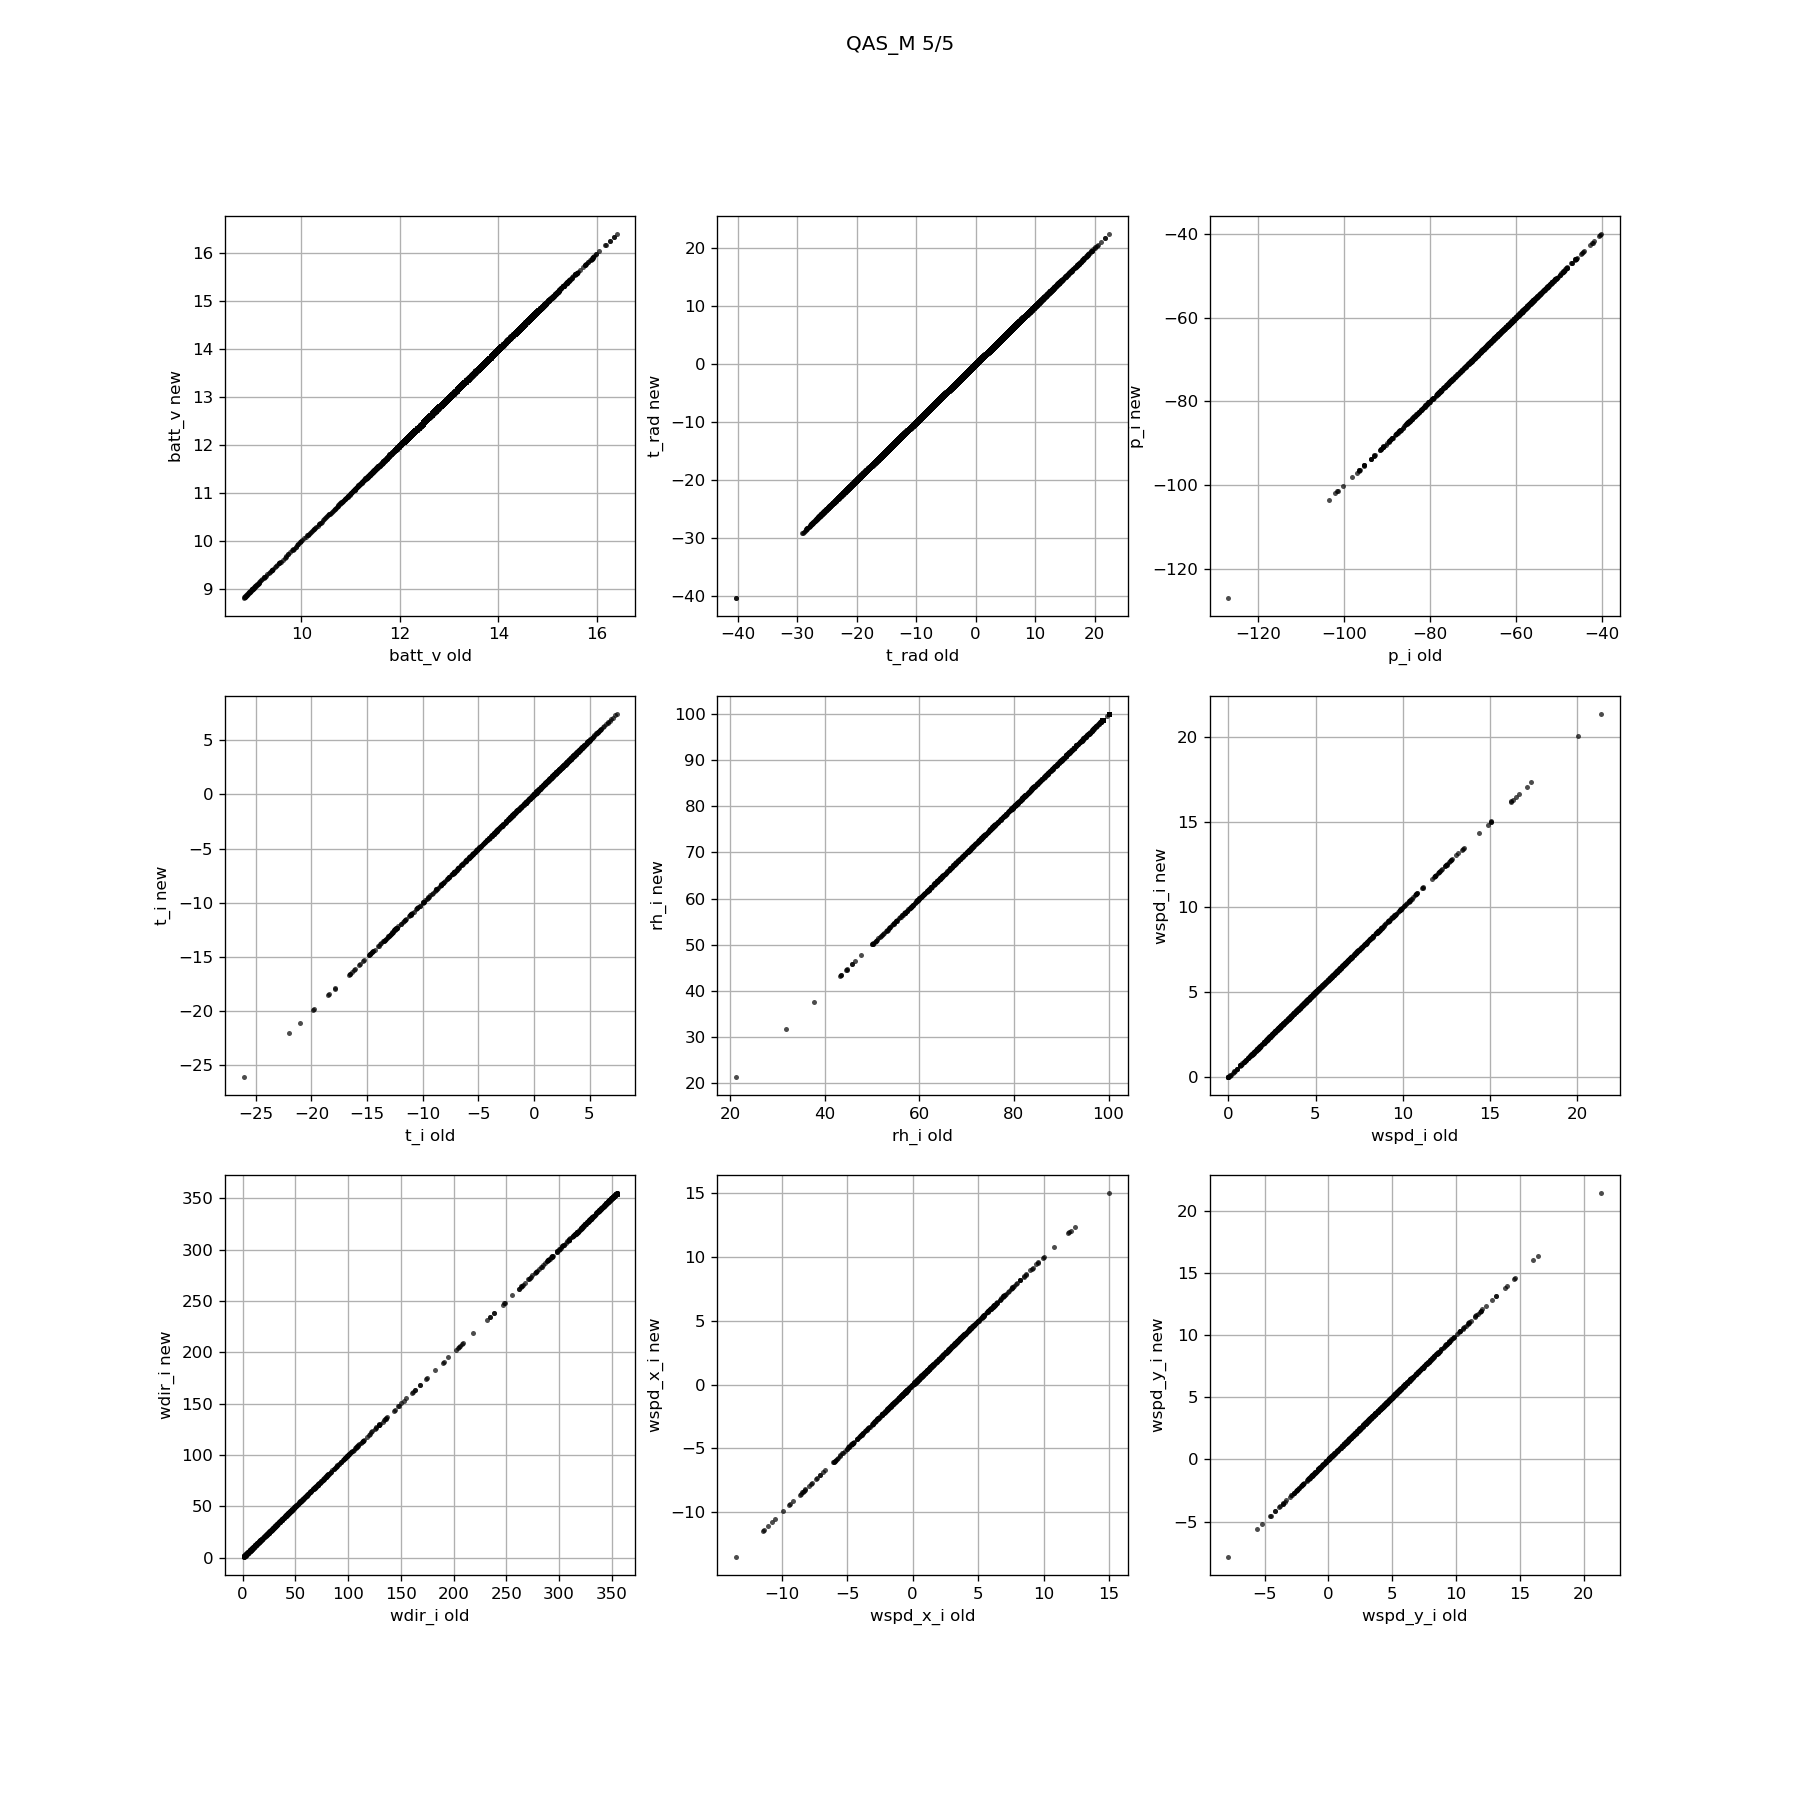 QAS_M 5/5
16
15
14
13
12
11
10
9
batt_v new
10 12 14 16
batt_v old
20
10
0
−10
−20
−30
−40
t_rad new
−40 −30 −20 −10 0 10 20
t_rad old
−40
−60
−80
−100
−120
p_i new
−120 −100 −80 −60 −40
p_i old
5
0
−5
−10
−15
−20
−25
t_i new
−25 −20 −15 −10 −5 0 5
t_i old
100
90
80
70
60
50
40
30
20
rh_i new
20 40 60 80 100
rh_i old
20
15
10
5
0
wspd_i new
0 5 10 15 20
wspd_i old
350
300
250
200
150
100
50
0
wdir_i new
0 50 100 150 200 250 300 350
wdir_i old
15
10
5
0
−5
−10
wspd_x_i new
−10 −5 0 5 10 15
wspd_x_i old
20
15
10
5
0
−5
wspd_y_i new
−5 0 5 10 15 20
wspd_y_i old